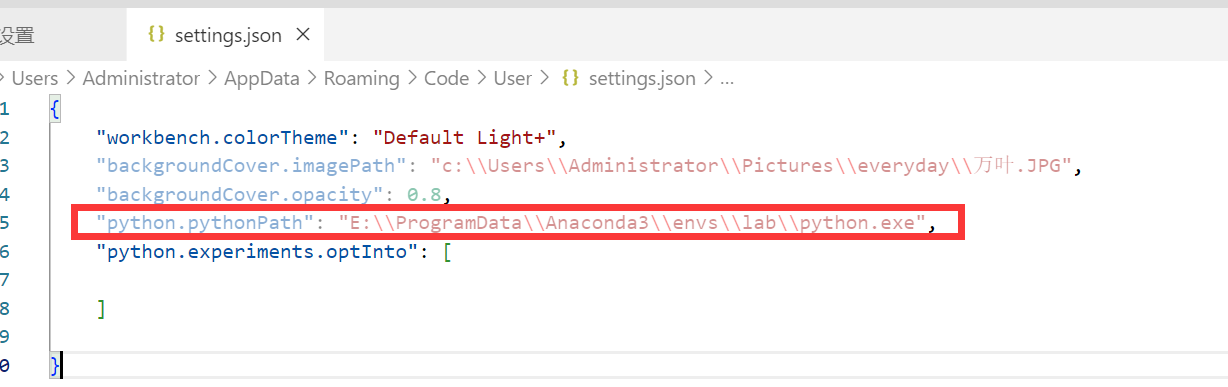 设置 settings.json
Users > Administrator > AppData > Roaming > Code > User > {} settings.json > ...
1 {
2 "workbench.colorTheme": "Default Light+",
3 "backgroundCover.imagePath": "c:\\Users\\Administrator\\Pictures\\everyday\\万叶.JPG",
4 "backgroundCover.opacity": 0.8,
5 "python.pythonPath": "E:\\ProgramData\\Anaconda3\\envs\\lab\\python.exe",
6 "python.experiments.optInto": [
7
8 ]
9
0 }